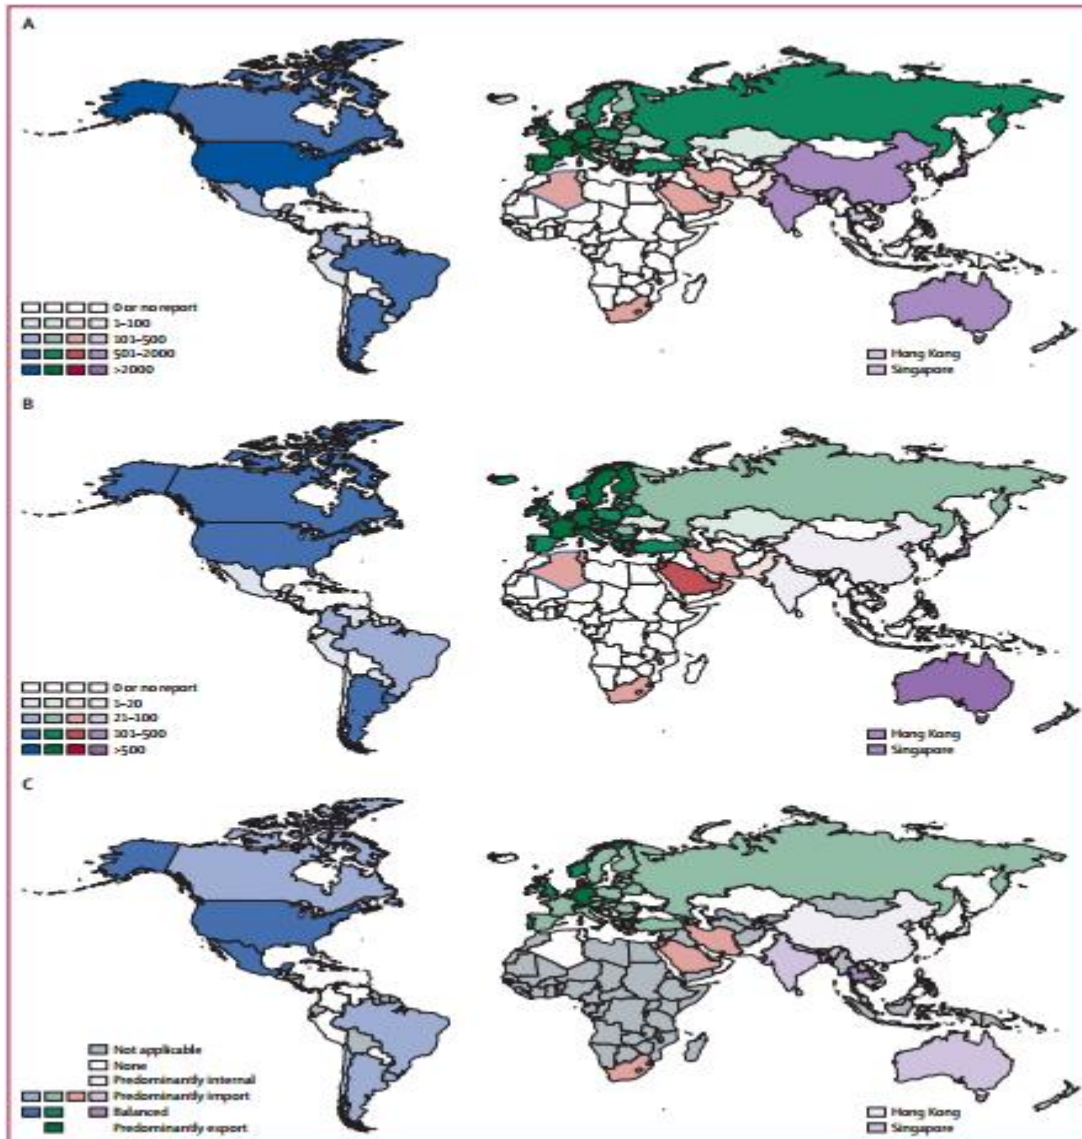 A
0 or no report
1–100
101–500
501–2000
>2000
Hong Kong
Singapore
B
0 or no report
1–20
21–100
101–500
>500
Hong Kong
Singapore
C
Not applicable
None
Predominantly internal
Predominantly import
Balanced
Predominantly export
Hong Kong
Singapore